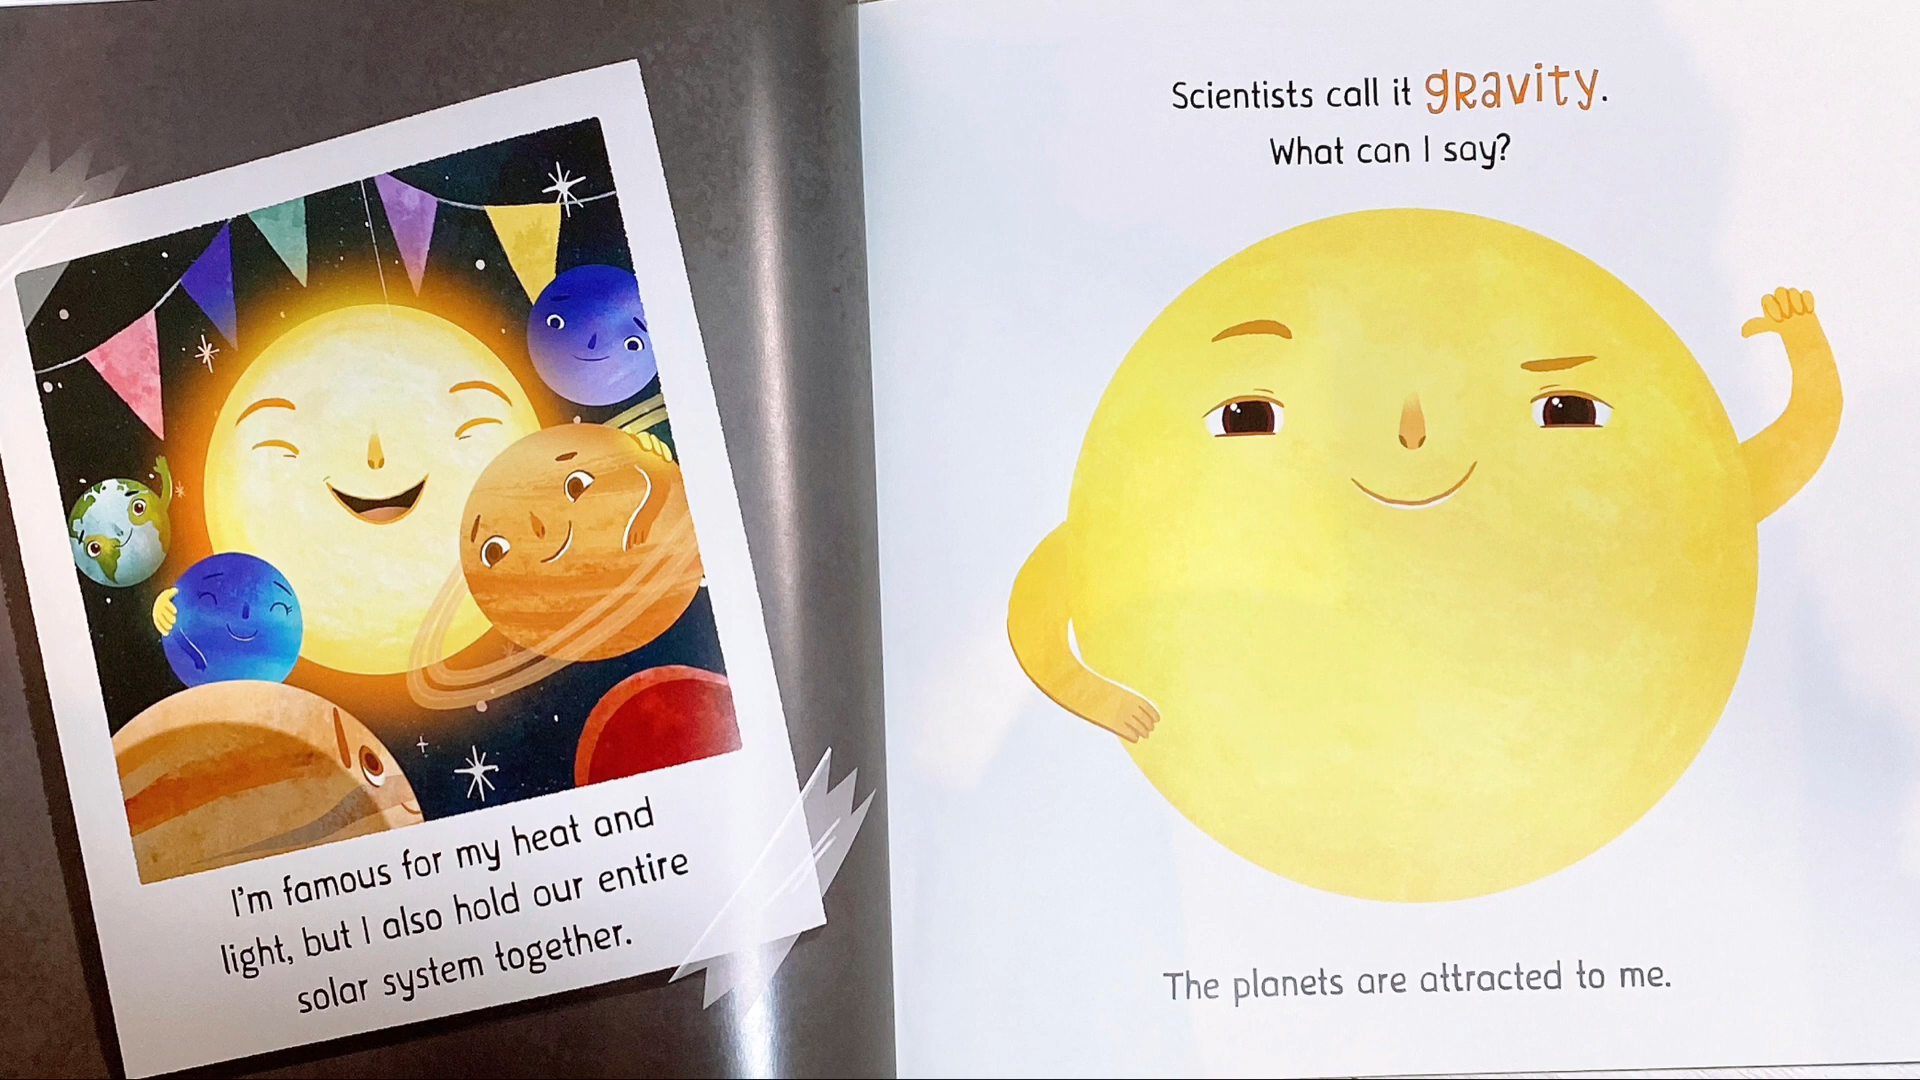 I'm famous for my heat and
light, but I also hold our entire
solar system together.
Scientists call it gravity.
What can I say?
The planets are attracted to me.